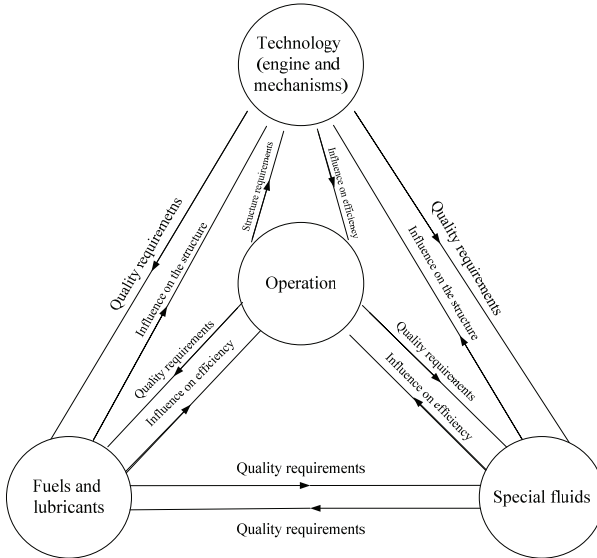 Technology
(engine and
mechanisms)
Structure requirements
Influence on efficiency
Quality requiremetns
Influence on the structure
Quality requirements
Influence on the structure
Operation
Quality requirements
Influence on efficiency
Quality requirements
Influence on efficiency
Fuels and
lubricants
Quality requirements
Quality requirements
Special fluids